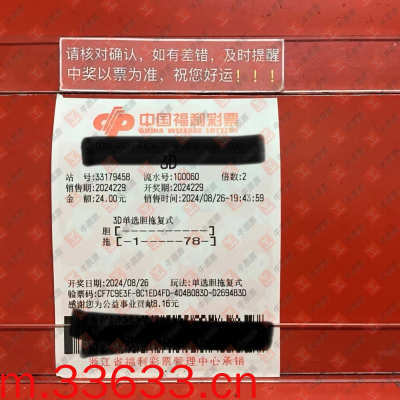 请核对确认，如有差错，及时提醒
中奖以票为准，祝您好运！！！
中国福利彩票
CHINA WELFARE LOTTERY
3D
站 号:33179458 流水号:100060 倍数:2
销售期:2024229 开奖期:2024229
金 额:24.00元 销售时间:2024/08/26-19:43:59
3D单选胆拖复式
胆[-----------]
拖[-1-----78-]
开奖日期:2024/08/26 玩法:单选胆拖复式
验票码:CF7C9E3F-8C1ED4FD-404B083D-D269483D
感谢您为公益事业贡献8.16元
浙江省福利彩票管理中心承销
m.33633.cn